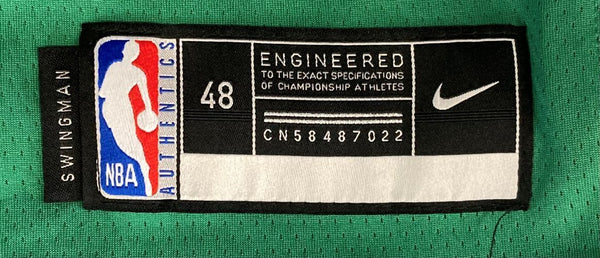 SWINGMAN
NBA
AUTHENTICS
48
ENGINEERED
TO THE EXACT SPECIFICATIONS
OF CHAMPIONSHIP ATHLETES
CN58487022